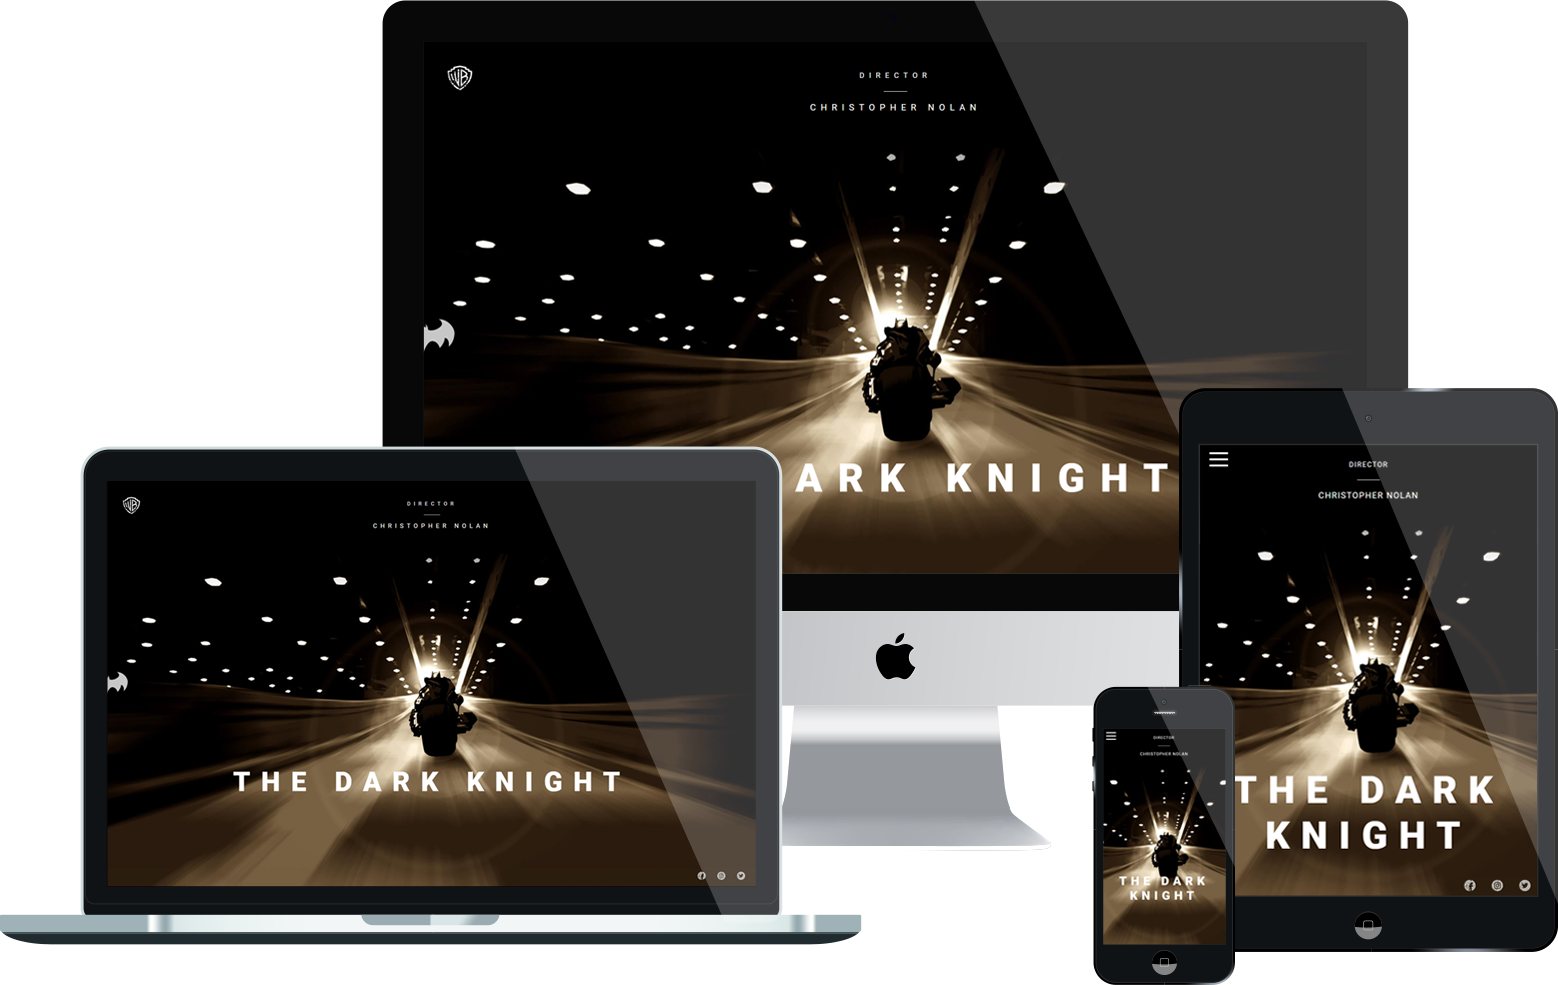 DIRECTOR
CHRISTOPHER NOLAN
ARK KNIGHT
DIRECTOR
CHRISTOPHER NOLAN
THE DARK KNIGHT
DIRECTOR
CHRISTOPHER NOLAN
THE DARK
KNIGHT
DIRECTOR
CHRISTOPHER NOLAN
THE DARK
KNIGHT